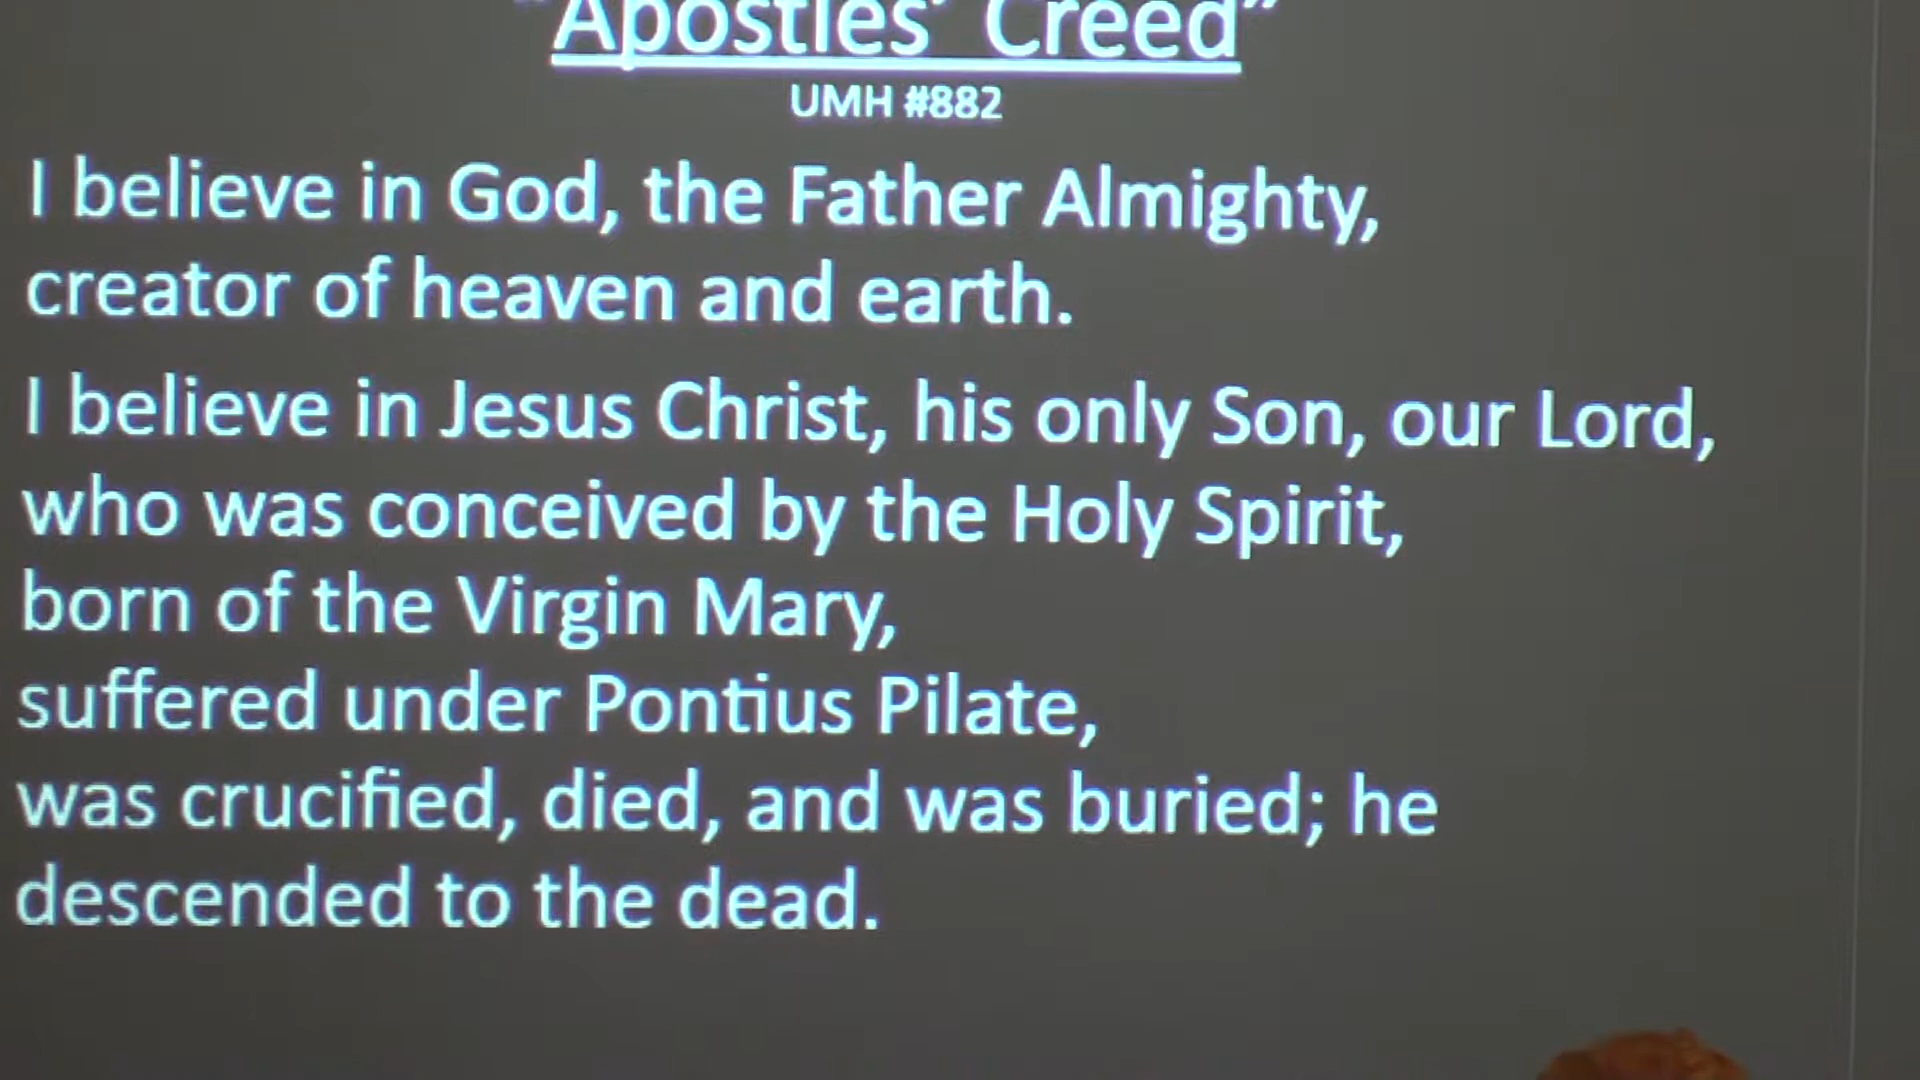 "Apostles' Creed"
UMH #882
I believe in God, the Father Almighty,
creator of heaven and earth.
I believe in Jesus Christ, his only Son, our Lord,
who was conceived by the Holy Spirit,
born of the Virgin Mary,
suffered under Pontius Pilate,
was crucified, died, and was buried; he
descended to the dead.